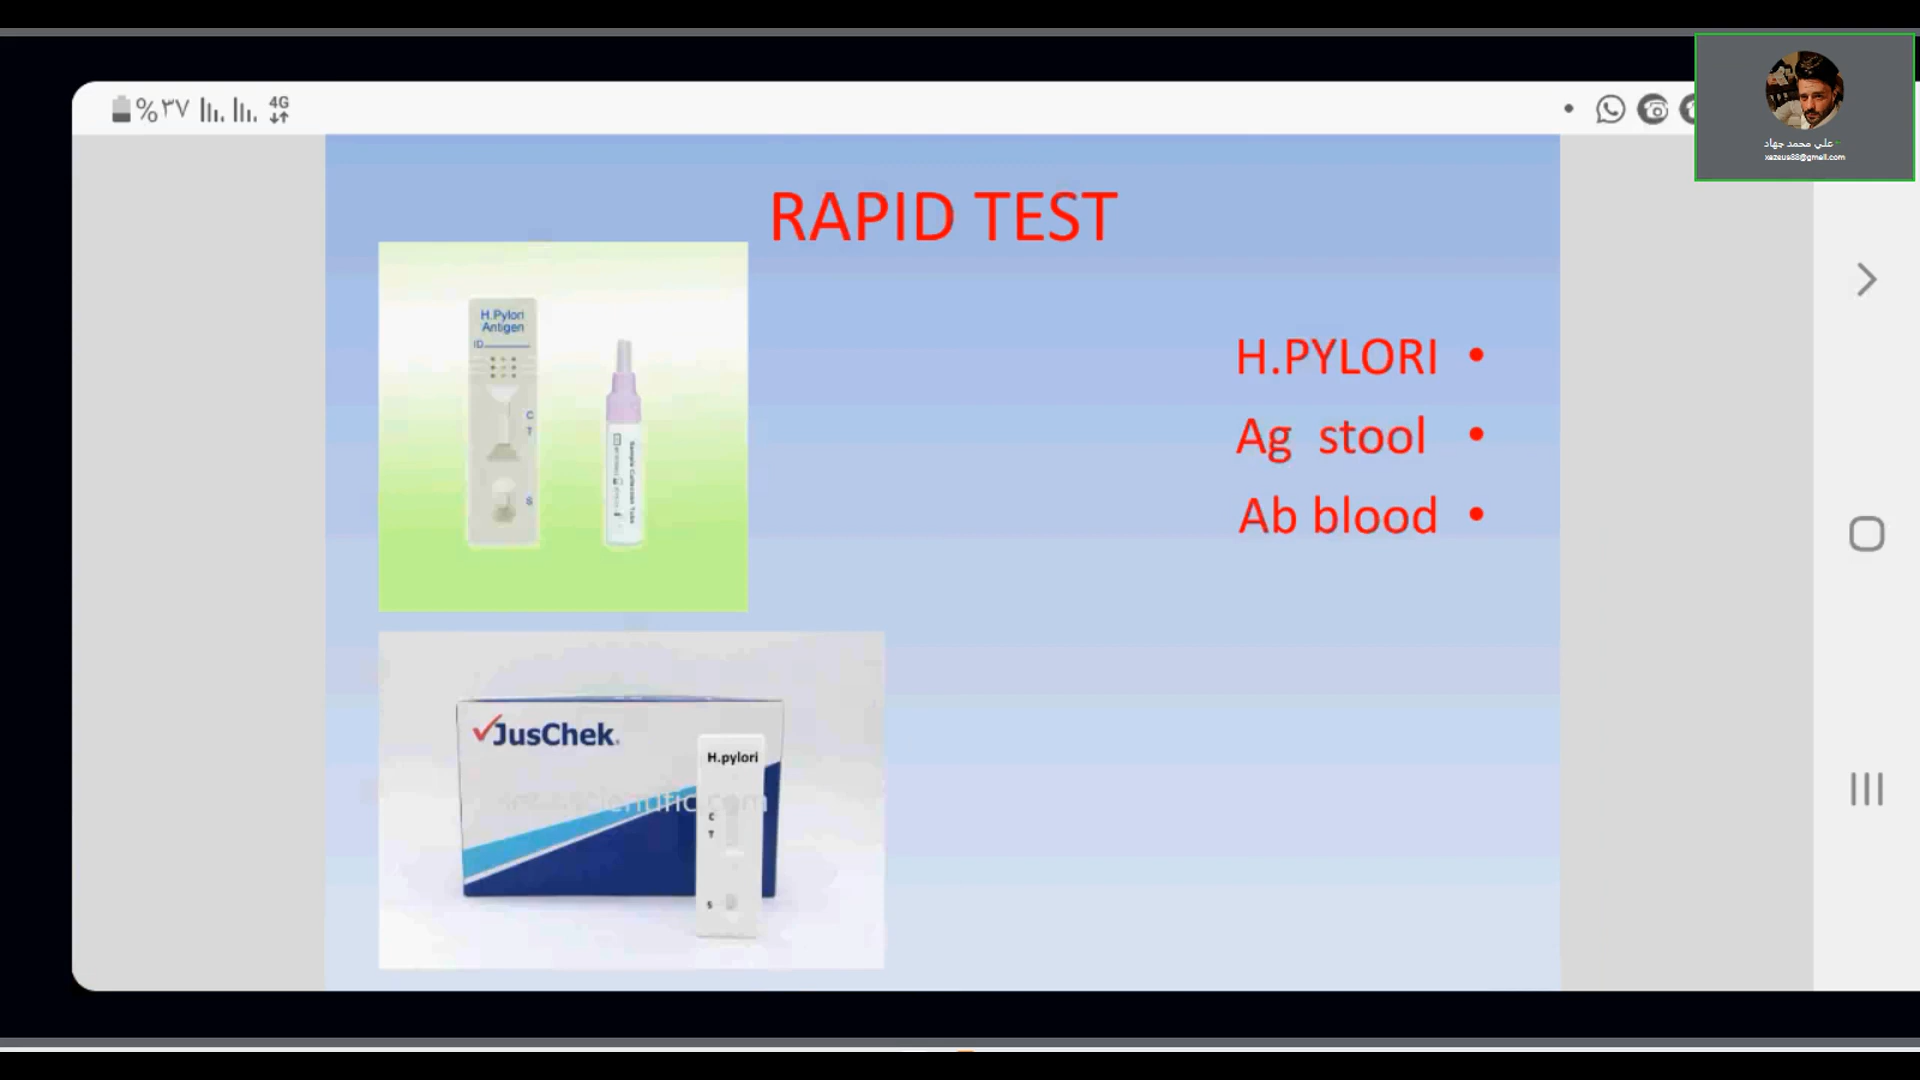 %٣٧
4G
علي محمد جهاد
xazeus88@gmail.com
RAPID TEST
H.Pylori
Antigen
ID
C
T
S
• H.PYLORI
• Ag stool
• Ab blood
JusChek
H.pylori
C
T
S